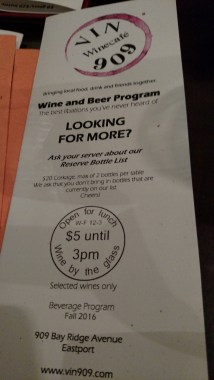 VIN
Winecafe
909
Bringing local food, drink and friends together.
Wine and Beer Program
The best libations you've never heard of
LOOKING
FOR MORE?
Ask your server about our
Reserve Bottle List
$20 Corkage, max of 2 bottles per table
We ask that you don't bring in bottles that are
currently on our list
Cheers!
Open for lunch
W-F 12-3
$5 until
3pm
Wine by the glass
Selected wines only
Beverage Program
Fall 2016
909 Bay Ridge Avenue
Eastport
www.vin909.com